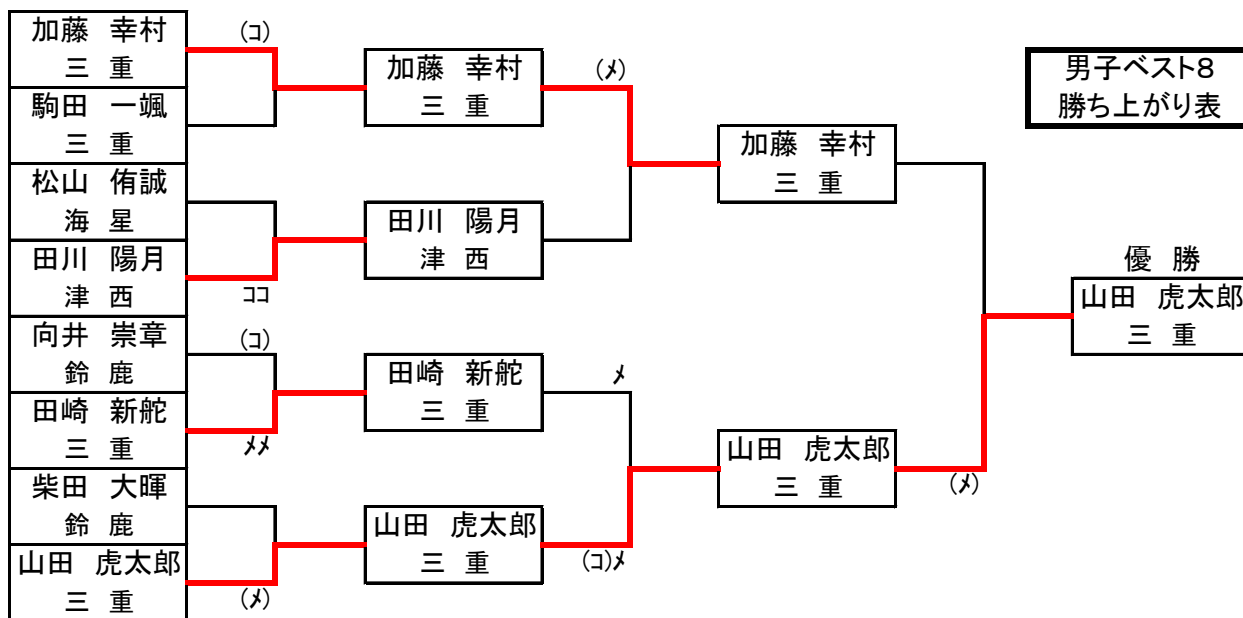 男子ベスト8
勝ち上がり表
加藤 幸村
三 重
駒田 一颯
三 重
松山 侑誠
海 星
田川 陽月
津 西
向井 崇章
鈴 鹿
田崎 新舵
三 重
柴田 大暉
鈴 鹿
山田 虎太郎
三 重
(コ)
ココ
(コ)
メメ
(メ)
加藤 幸村
三 重
田川 陽月
津 西
田崎 新舵
三 重
山田 虎太郎
三 重
(メ)
メ
(コ)メ
加藤 幸村
三 重
山田 虎太郎
三 重
(メ)
優 勝
山田 虎太郎
三 重